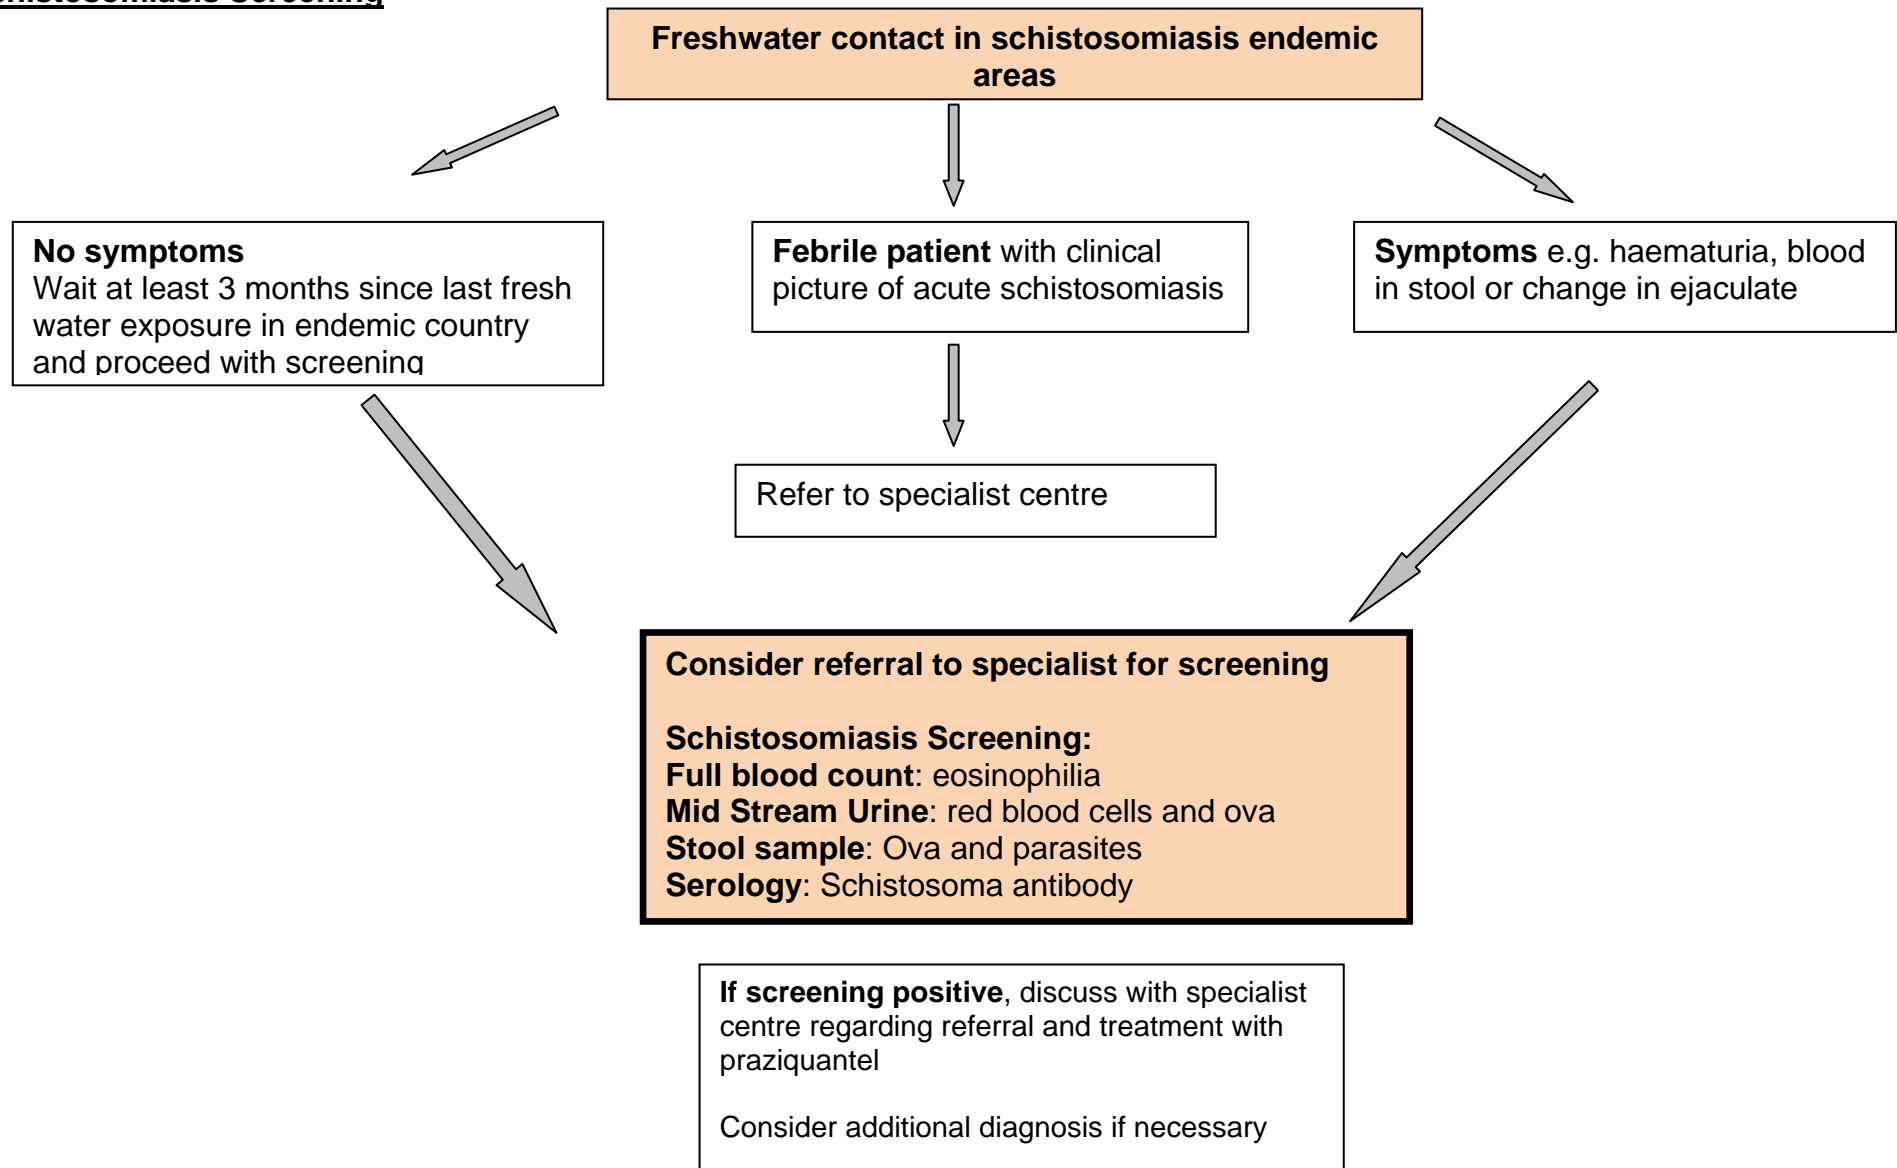 Schistosomiasis Screening
Freshwater contact in schistosomiasis endemic
areas
No symptoms
Wait at least 3 months since last fresh
water exposure in endemic country
and proceed with screening
Febrile patient with clinical
picture of acute schistosomiasis
Symptoms e.g. haematuria, blood
in stool or change in ejaculate
Refer to specialist centre
Consider referral to specialist for screening
Schistosomiasis Screening:
Full blood count: eosinophilia
Mid Stream Urine: red blood cells and ova
Stool sample: Ova and parasites
Serology: Schistosoma antibody
If screening positive, discuss with specialist
centre regarding referral and treatment with
praziquantel
Consider additional diagnosis if necessary